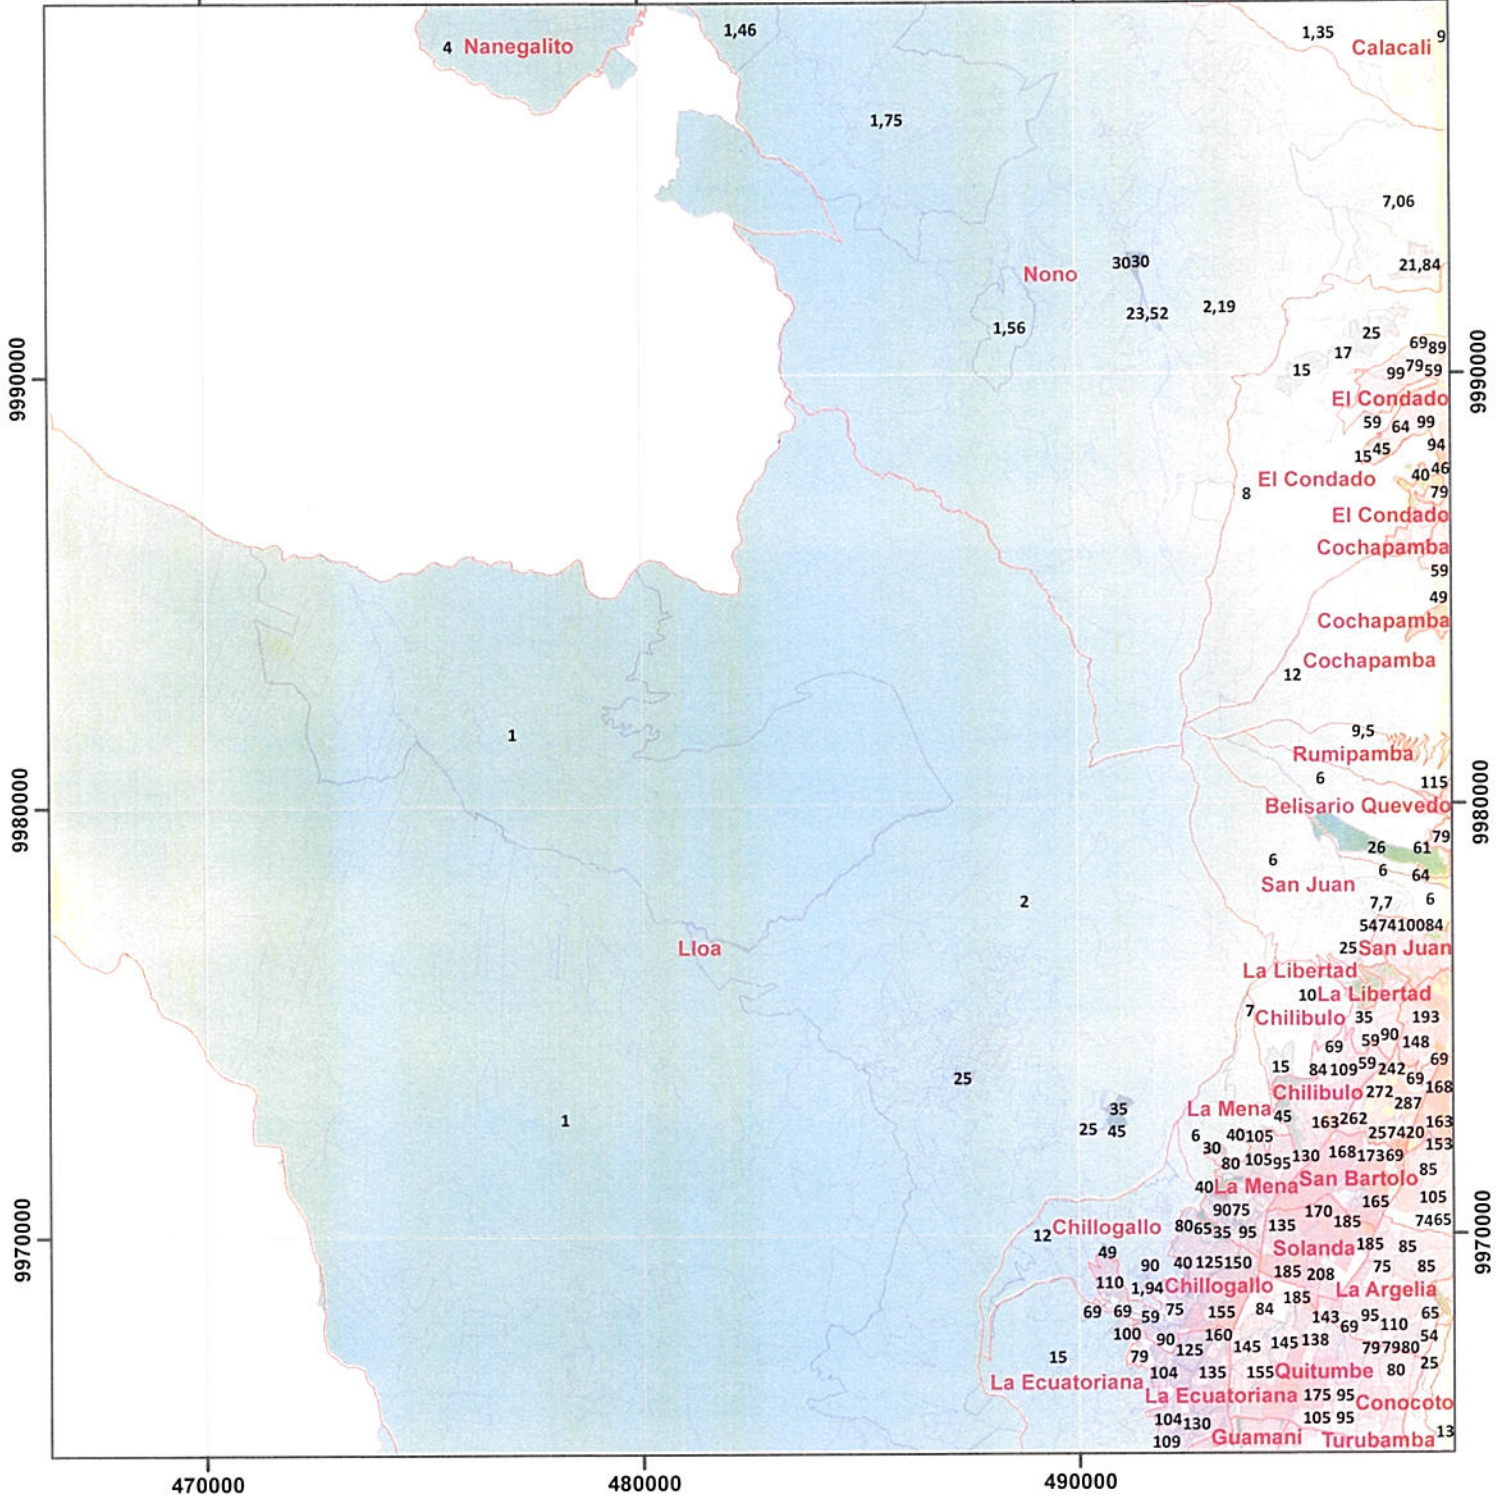 4 Nanegalito
1,46
1,35
Calacali 9
1,75
7,06
21,84
3030
Nono
2,19
23,52
1,56
25
69 89
17
15
99 79 59
9990000
9990000
El Condado
59 64 99
94
15 45
46
40
El Condado
79
8
El Condado
Cochapamba
59
49
Cochapamba
Cochapamba
12
9,5
1
Rumipamba
6
115
Belisario Quevedo
9980000
9980000
79
26 61
6
6 64
San Juan
2
7,7
6
547410084
Lloa
25 San Juan
La Libertad
10 La Libertad
7
Chilibulo 35 193
59 90 148
69
69
15 84 109 59 242
25
69
168
Chilibulo 272
287
35
La Mena 45
163 262
163
1
25 45
6 40 105
257420
153
30
80 105 95 130 168 17369
85
40 La Mena San Bartolo
105
165
9075
170
7465
9970000
9970000
12 Chillogallo 80 65 35 95 135 185
49
Solanda 185 85
90 40 125 150
75 85
185 208
110 1,94 Chillogallo
La Argelia
185
69 69 59 75 155 84
143 95 65
69 110
100 90 160
54
125 145 145 138
797980
15 79
25
104 135 155 Quitumbe 80
La Ecuatoriana
La Ecuatoriana 175 95
Conocoto
104 130
105 95
13
109 Guamani Turubamba
470000 480000 490000